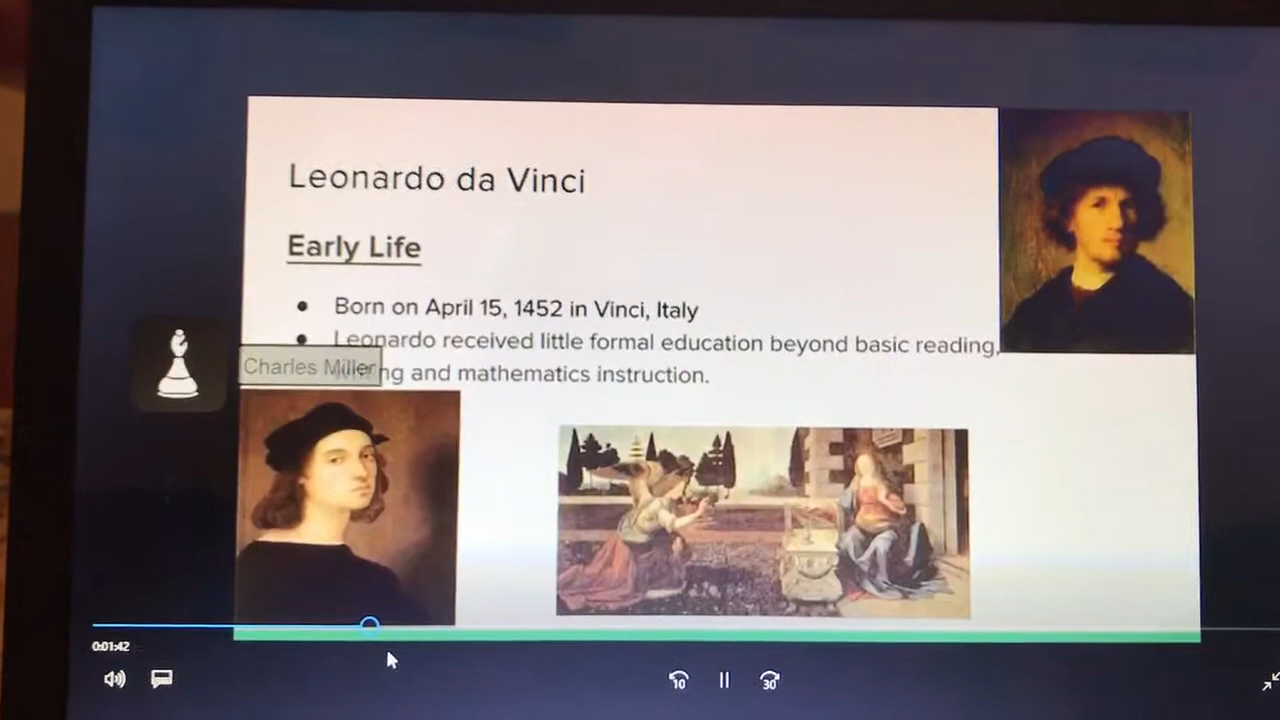 Leonardo da Vinci
Early Life
Born on April 15, 1452 in Vinci, Italy
Leonardo received little formal education beyond basic reading,
Charles Miller
ng and mathematics instruction.
0:01:42
10
30